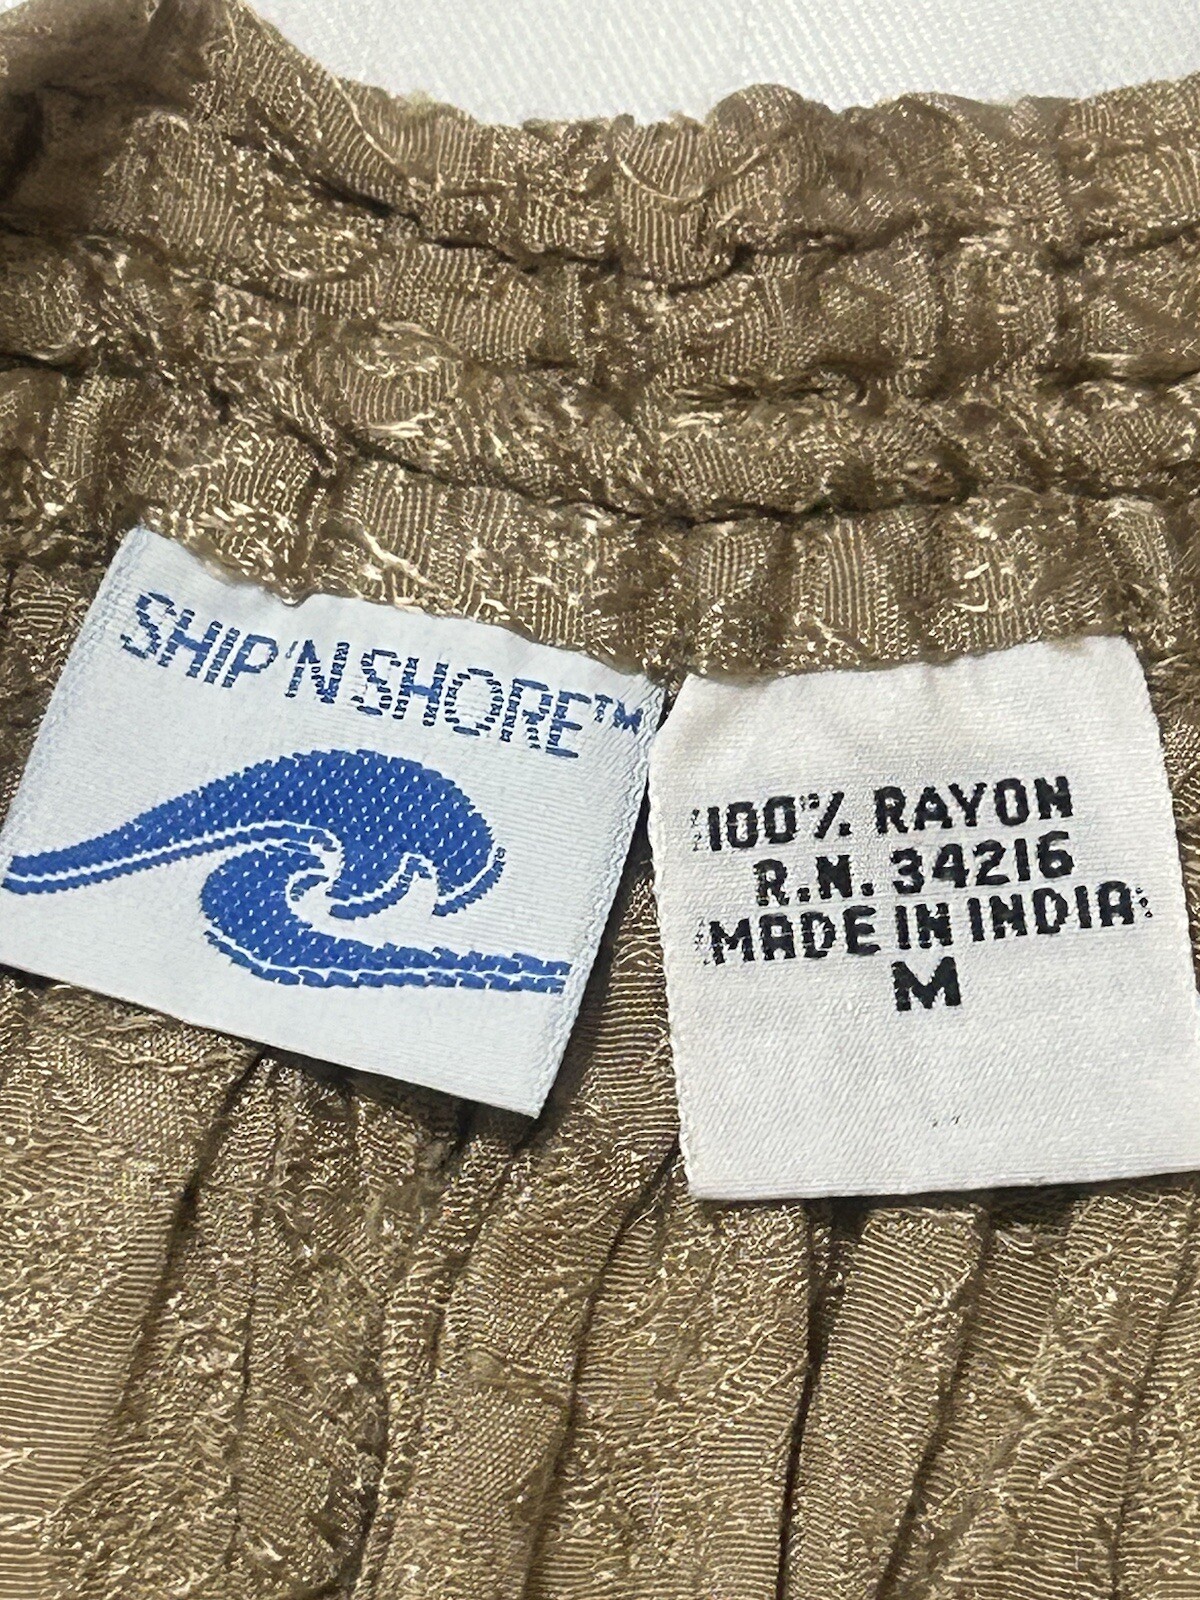 SHIP 'N SHORE™
100% RAYON
R.N. 34216
MADE IN INDIA
M